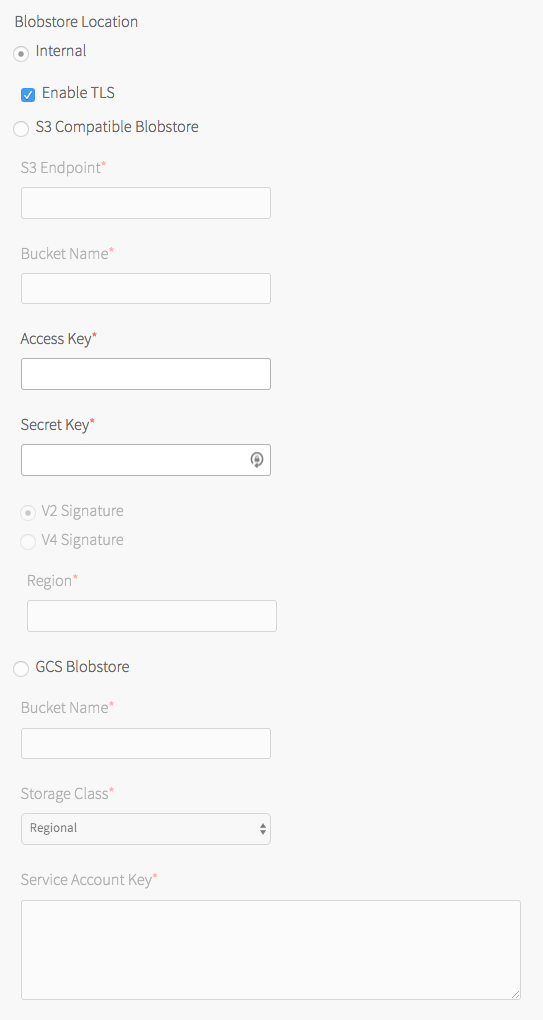 Blobstore Location
Internal
Enable TLS
S3 Compatible Blobstore
S3 Endpoint*
Bucket Name*
Access Key*
Secret Key*
V2 Signature
V4 Signature
Region*
GCS Blobstore
Bucket Name*
Storage Class*
Regional
Service Account Key*